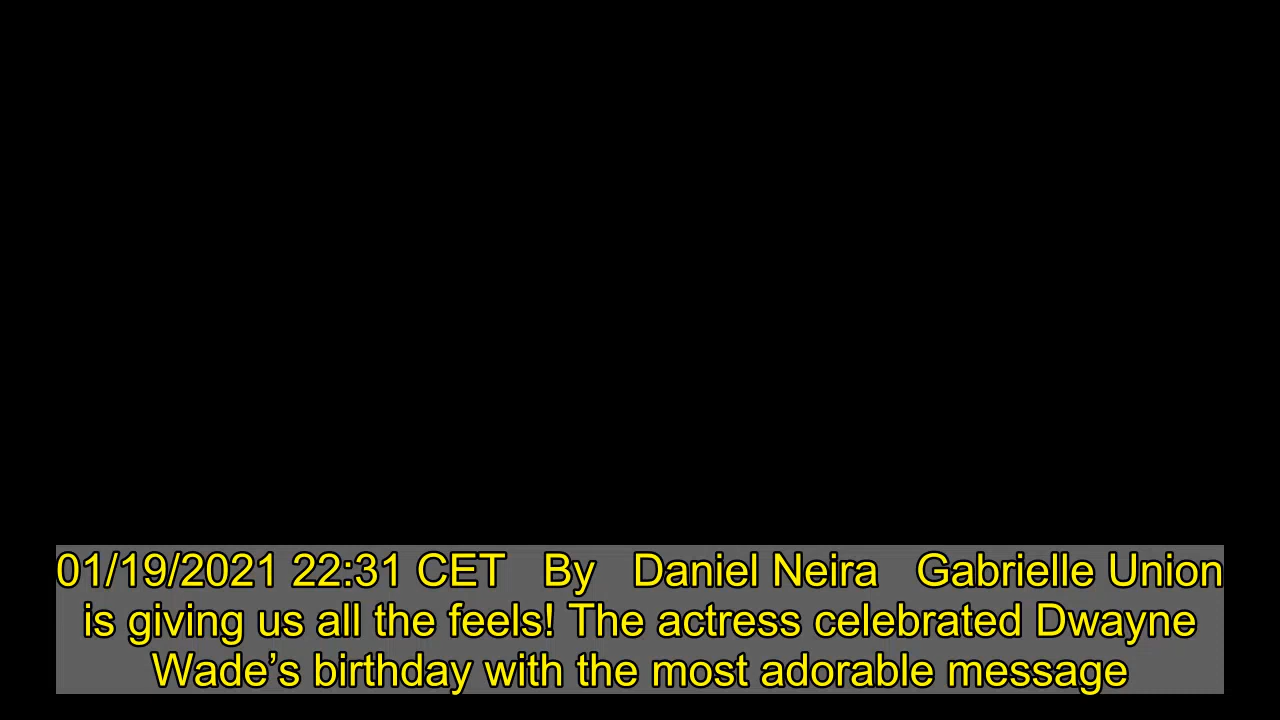 01/19/2021 22:31 CET   By   Daniel Neira   Gabrielle Union
is giving us all the feels! The actress celebrated Dwayne
Wade’s birthday with the most adorable message